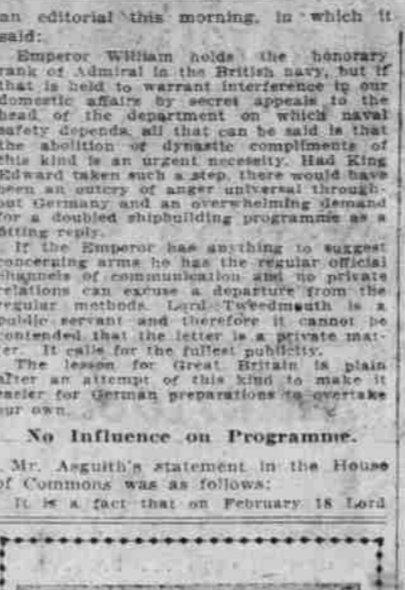 an editorial this morning, in which it
said:
Emperor William holds the honorary
rank of Admiral in the British navy, but if
that is held to warrant interference in our
domestic affairs by secret appeals to the
head of the department on which naval
safety depends, all that can be said is that
the abolition of dynastic compliments of
this kind is an urgent necessity. Had King
Edward taken such a step, there would have
been an outcry of anger universal through-
out Germany and an overwhelming demand
for a doubled shipbuilding programme as a
fitting reply.
If the Emperor has anything to suggest
concerning arms he has the regular official
channels of communication and no private
relations can excuse a departure from the
regular methods. Lord Tweedmouth is a
public servant and therefore it cannot be
contended that the letter is a private mat-
ter. It calls for the fullest publicity.
The lesson for Great Britain is plain
after an attempt of this kind to make it
easier for German preparations to overtake
our own.
No Influence on Programme.
Mr. Asquith's statement in the House
of Commons was as follows:
It is a fact that on February 18 Lord